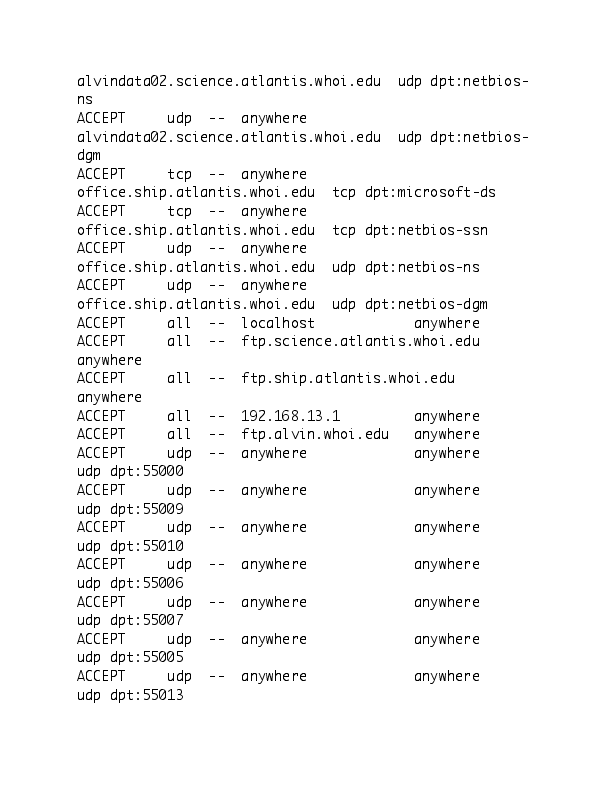 alvindata02.science.atlantis.whoi.edu  udp dpt:netbios-
ns
ACCEPT     udp  --  anywhere
alvindata02.science.atlantis.whoi.edu  udp dpt:netbios-
dgm
ACCEPT     tcp  --  anywhere
office.ship.atlantis.whoi.edu  tcp dpt:microsoft-ds
ACCEPT     tcp  --  anywhere
office.ship.atlantis.whoi.edu  tcp dpt:netbios-ssn
ACCEPT     udp  --  anywhere
office.ship.atlantis.whoi.edu  udp dpt:netbios-ns
ACCEPT     udp  --  anywhere
office.ship.atlantis.whoi.edu  udp dpt:netbios-dgm
ACCEPT     all  --  localhost            anywhere
ACCEPT     all  --  ftp.science.atlantis.whoi.edu
anywhere
ACCEPT     all  --  ftp.ship.atlantis.whoi.edu
anywhere
ACCEPT     all  --  192.168.13.1         anywhere
ACCEPT     all  --  ftp.alvin.whoi.edu   anywhere
ACCEPT     udp  --  anywhere             anywhere
udp dpt:55000
ACCEPT     udp  --  anywhere             anywhere
udp dpt:55009
ACCEPT     udp  --  anywhere             anywhere
udp dpt:55010
ACCEPT     udp  --  anywhere             anywhere
udp dpt:55006
ACCEPT     udp  --  anywhere             anywhere
udp dpt:55007
ACCEPT     udp  --  anywhere             anywhere
udp dpt:55005
ACCEPT     udp  --  anywhere             anywhere
udp dpt:55013